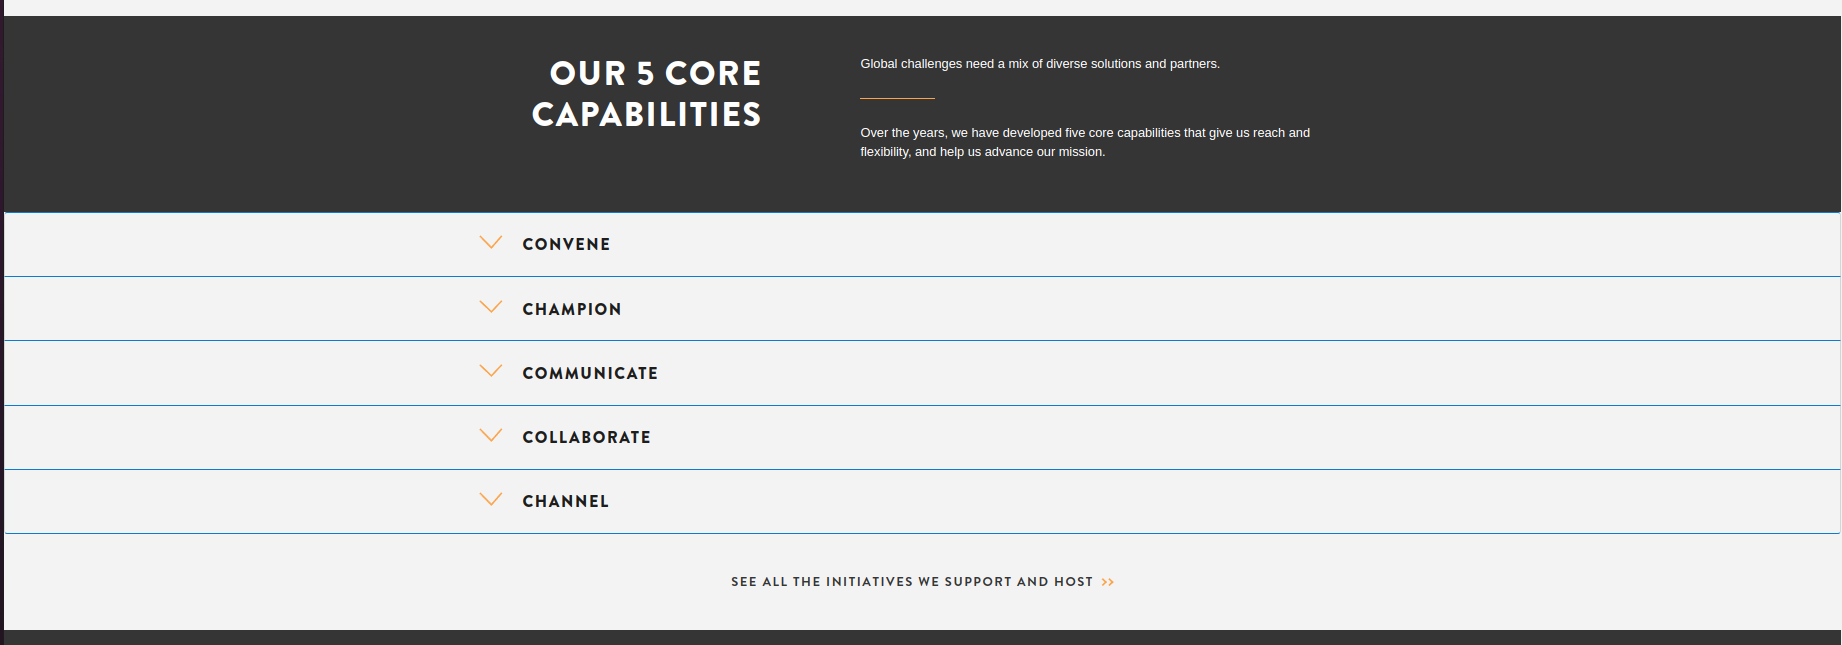 OUR 5 CORE
CAPABILITIES
Global challenges need a mix of diverse solutions and partners.
Over the years, we have developed five core capabilities that give us reach and
flexibility, and help us advance our mission.
CONVENE
CHAMPION
COMMUNICATE
COLLABORATE
CHANNEL
SEE ALL THE INITIATIVES WE SUPPORT AND HOST »